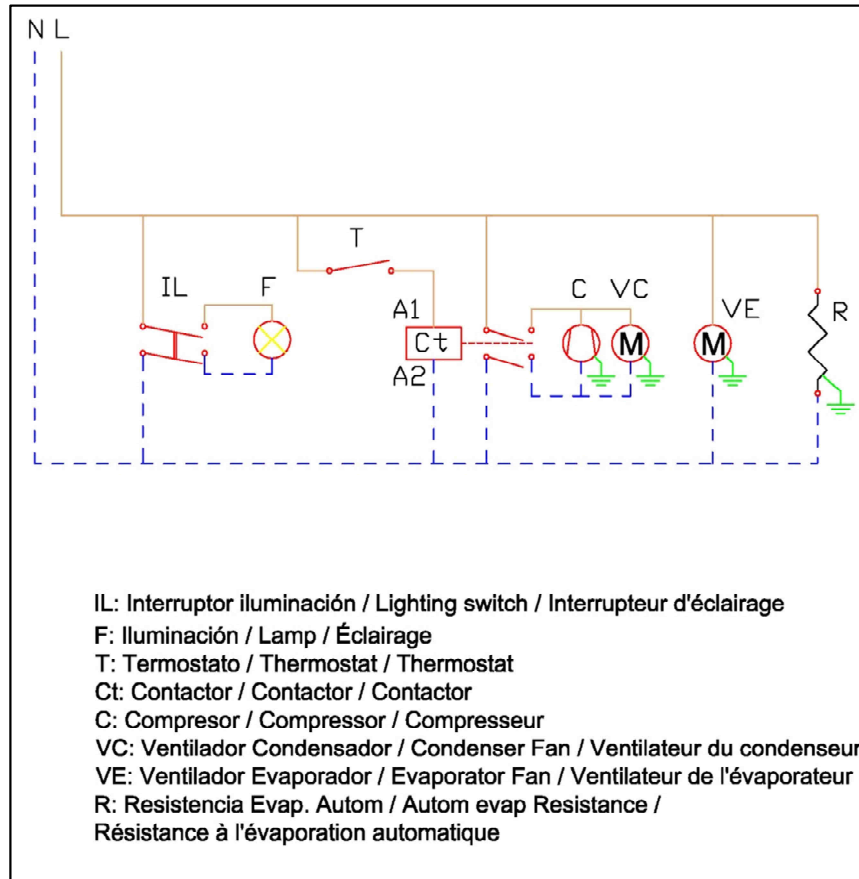 N L
T
IL F C VC
A1 VE R
Ct M M
A2
IL: Interruptor iluminación / Lighting switch / Interrupteur d'éclairage
F: Iluminación / Lamp / Éclairage
T: Termostato / Thermostat / Thermostat
Ct: Contactor / Contactor / Contactor
C: Compresor / Compressor / Compresseur
VC: Ventilador Condensador / Condenser Fan / Ventilateur du condenseur
VE: Ventilador Evaporador / Evaporator Fan / Ventilateur de l'évaporateur
R: Resistencia Evap. Autom / Autom evap Resistance /
Résistance à l'évaporation automatique